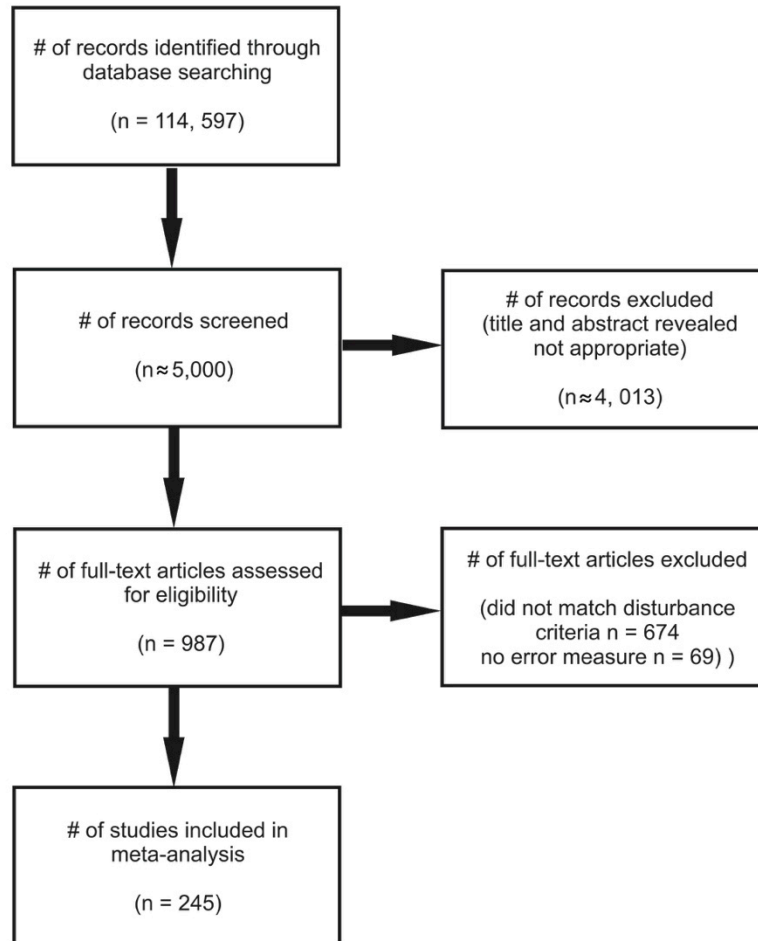 # of records identified through
database searching
(n = 114, 597)
# of records screened
(n≈5,000)
# of records excluded
(title and abstract revealed
not appropriate)
(n≈4, 013)
# of full-text articles assessed
for eligibility
(n = 987)
# of full-text articles excluded
(did not match disturbance
criteria n = 674
no error measure n = 69) )
# of studies included in
meta-analysis
(n = 245)